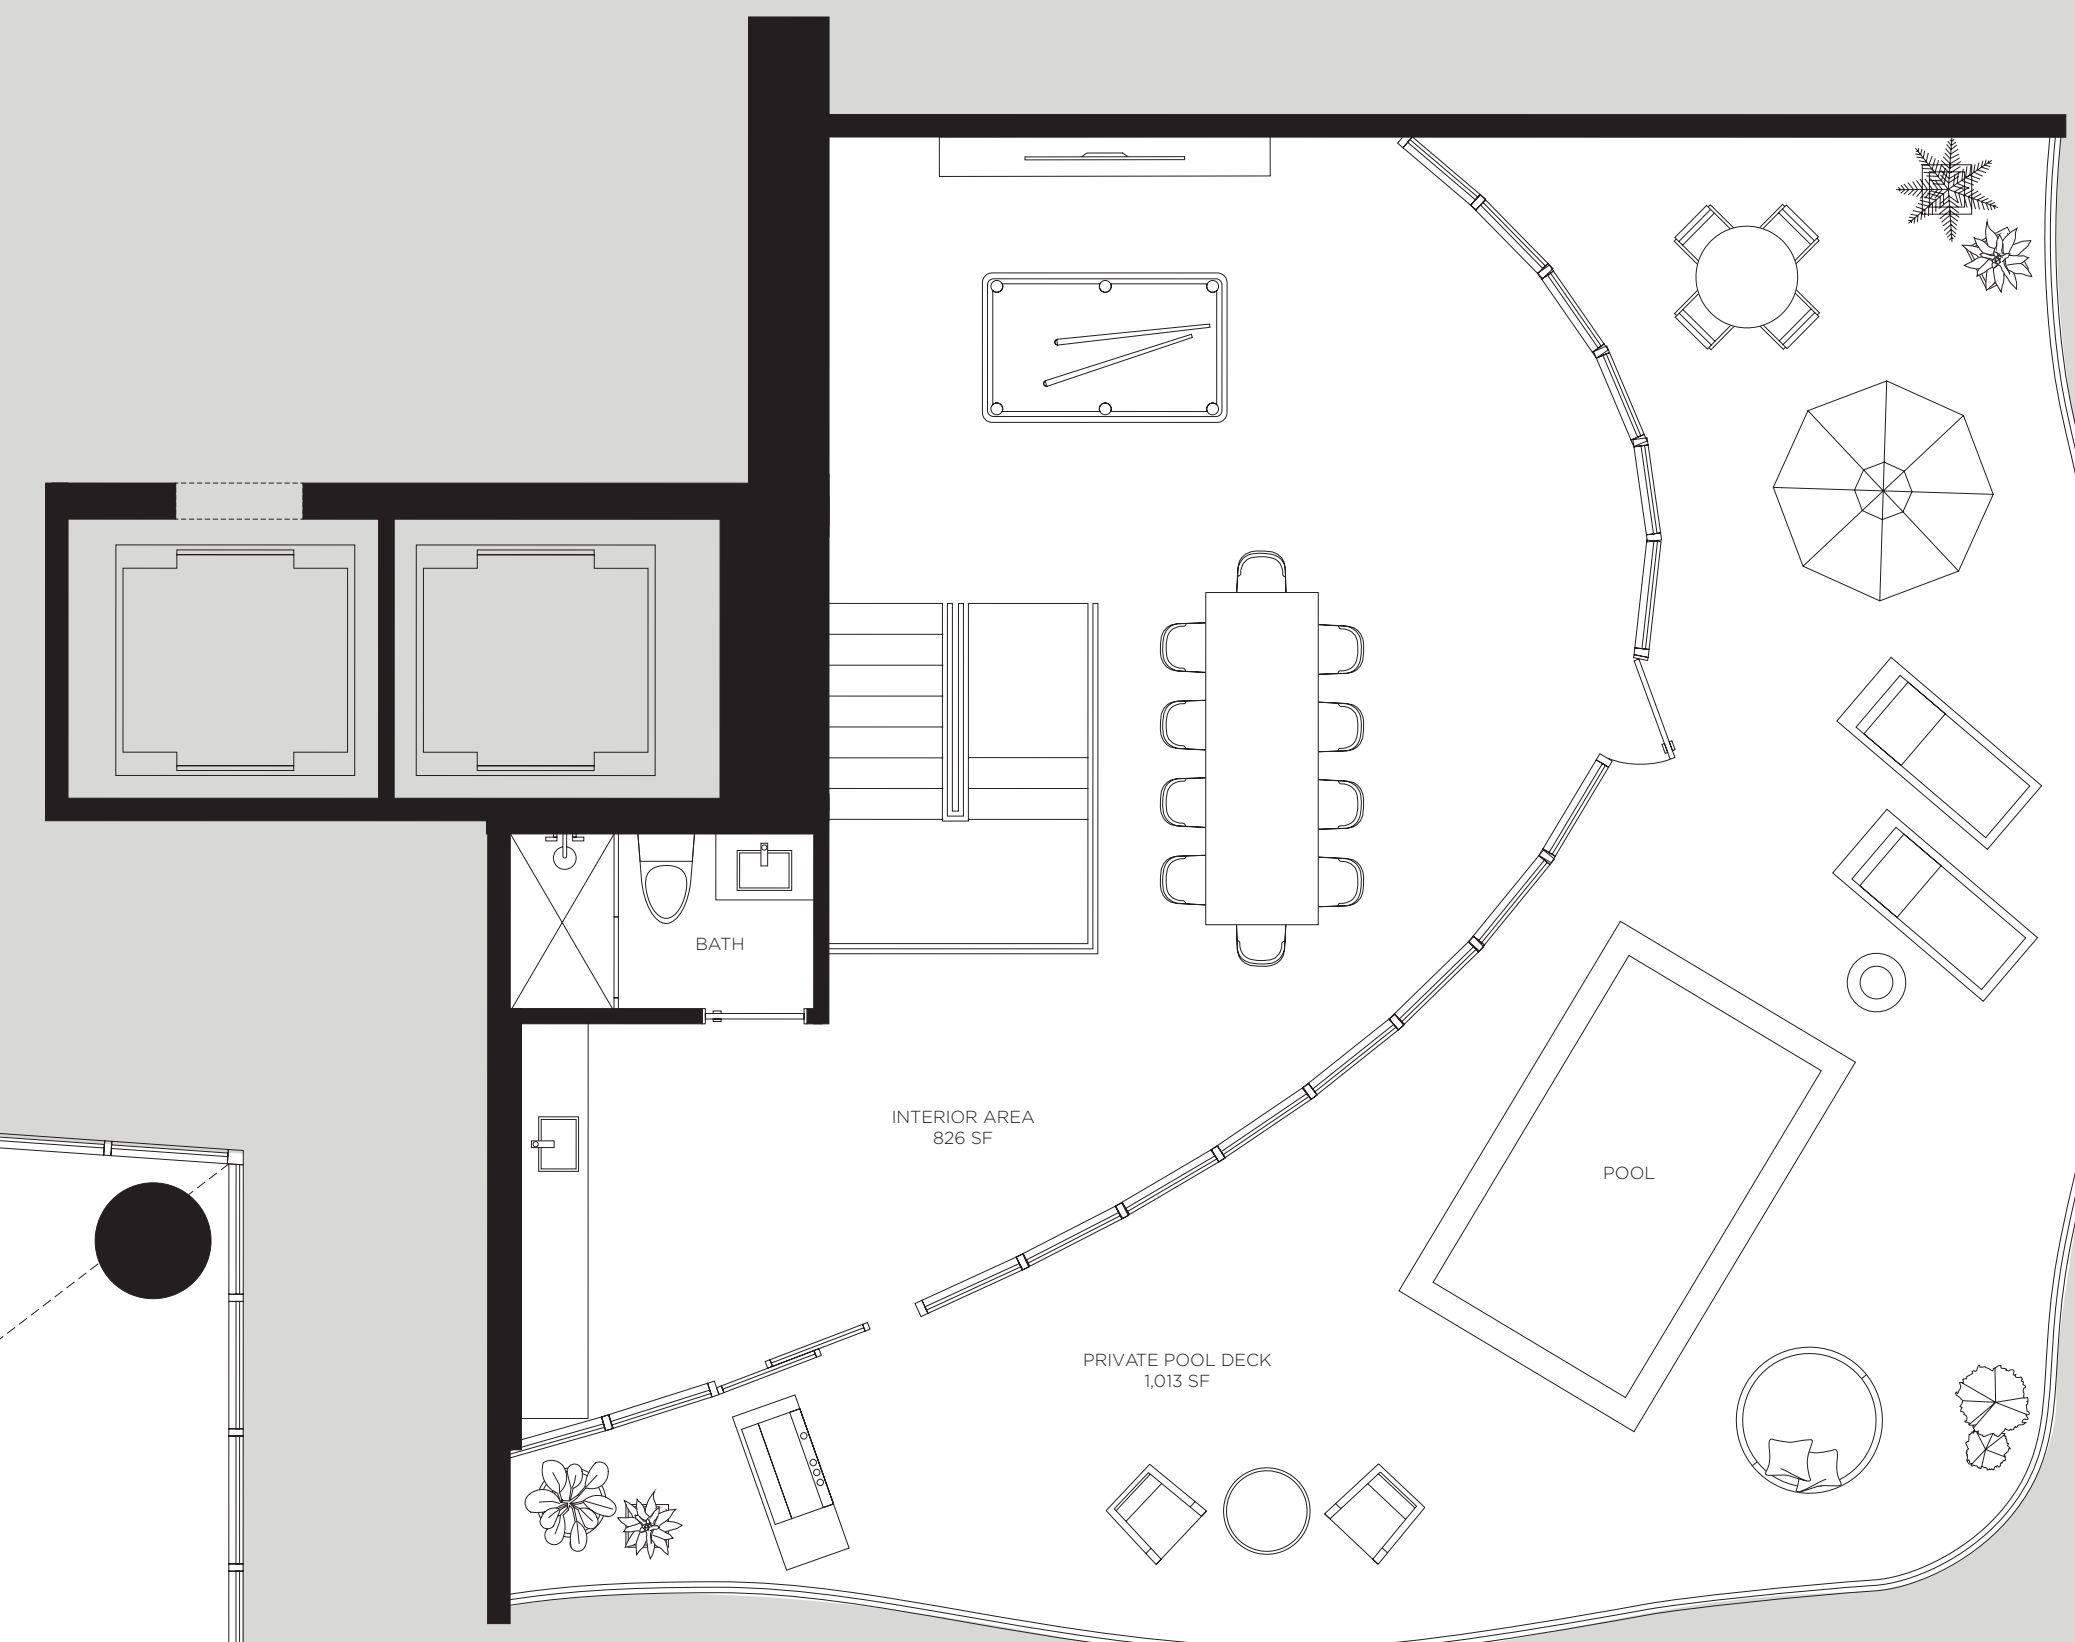 BATH
INTERIOR AREA
826 SF
POOL
PRIVATE POOL DECK
1,013 SF